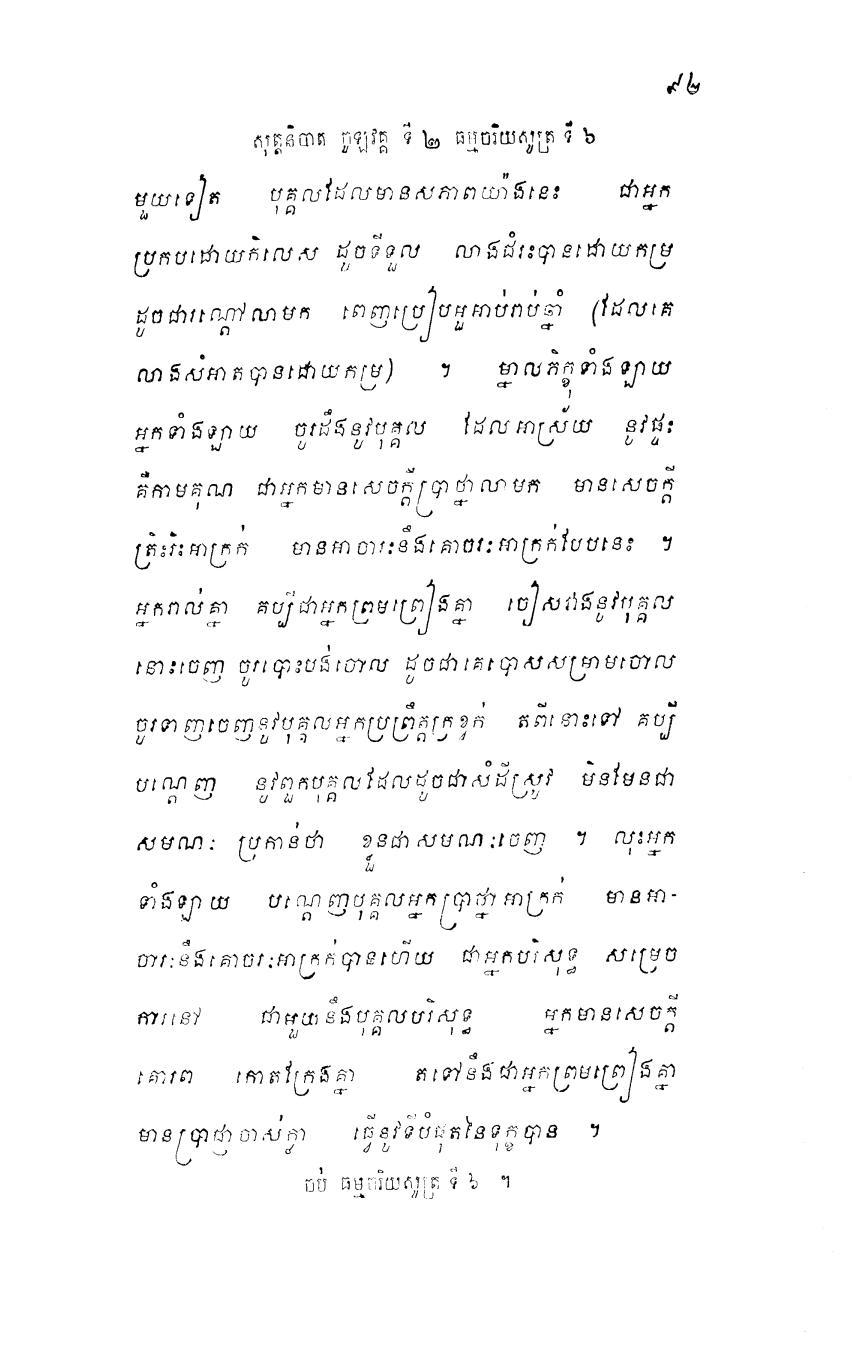 ៩២
សុត្តនិបាត ចូឡវគ្គ ទី ២ ធម្មចរិយសូត្រ ទី ៦
មួយទៀត បុគ្គលដែលមានសភាពយ៉ាងនេះ ជាអ្នក
ប្រកបដោយកិលេស ដូចទីទួល លាងជំរះបានដោយកម្រ
ដូចជារណ្តៅលាមក ពេញប្រៀបអួអាប់រាប់ឆ្នាំ (ដែលគេ
លាងសំអាតបានដោយកម្រ) ។ ម្នាលភិក្ខុទាំងឡាយ
អ្នកទាំងឡាយ ចូរដឹងនូវបុគ្គល ដែលអាស្រ័យ នូវផ្ទះ
គឺកាមគុណ ជាអ្នកមានសេចក្តីប្រាថ្នាលាមក មានសេចក្តី
ត្រិះរិះអាក្រក់ មានអាចារៈនឹងគោចរៈអាក្រក់បែបនេះ ។
អ្នករាល់គ្នា គប្បីជាអ្នកព្រមព្រៀងគ្នា ចៀសវាងនូវបុគ្គល
នោះចេញ ចូរបោះបង់ចោល ដូចជាគេបោសសម្រាមចោល
ចូរទាញចេញនូវបុគ្គលអ្នកប្រព្រឹត្តក្រខ្វក់ តពីនោះទៅ គប្បី
បណ្តេញ នូវពួកបុគ្គលដែលដូចជាសំដីស្រូវ មិនមែនជា
សមណៈ ប្រកាន់ថា ខ្លួនជាសមណៈចេញ ។ លុះអ្នក
ទាំងឡាយ បណ្តេញបុគ្គលអ្នកប្រាថ្នាអាក្រក់ មានអា-
ចារៈនឹងគោចរៈអាក្រក់បានហើយ ជាអ្នកបរិសុទ្ធ សម្រេច
ការនៅ ជាមួយនឹងបុគ្គលបរិសុទ្ធ អ្នកមានសេចក្តី
គោរព កោតក្រែងគ្នា តទៅនឹងជាអ្នកព្រមព្រៀងគ្នា
មានប្រាជ្ញាចាស់ក្លា ធ្វើនូវទីបំផុតនៃទុក្ខបាន ។
ចប់ ធម្មចរិយសូត្រ ទី ៦ ។